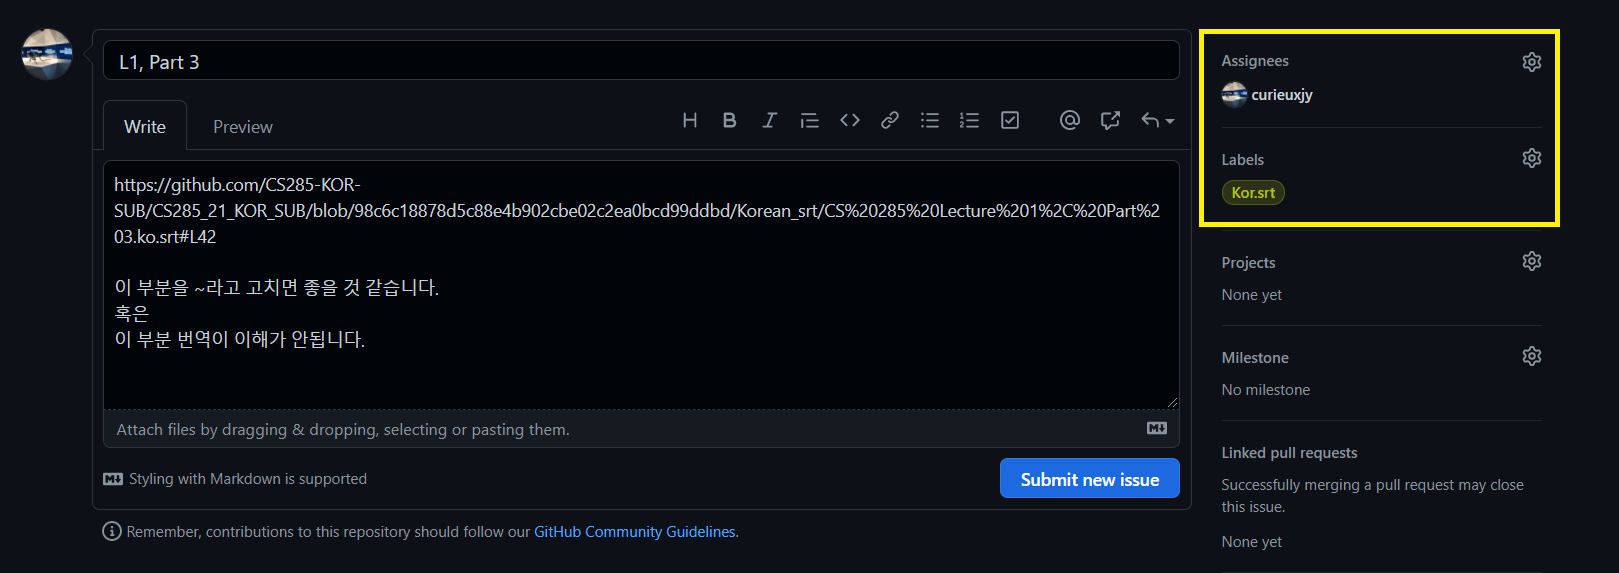 L1, Part 3
Write
Preview
https://github.com/CS285-KOR-
SUB/CS285_21_KOR_SUB/blob/98c6c18878d5c88e4b902cbe02c2ea0bcd99ddbd/Korean_srt/CS%20285%20Lecture%201%2C%20Part%2
03.ko.srt#L42
이 부분을 ~라고 고치면 좋을 것 같습니다.
혹은
이 부분 번역이 이해가 안됩니다.
Attach files by dragging & dropping, selecting or pasting them.
Styling with Markdown is supported
Submit new issue
Remember, contributions to this repository should follow our GitHub Community Guidelines.
Assignees
curieuxjy
Labels
Kor.srt
Projects
None yet
Milestone
No milestone
Linked pull requests
Successfully merging a pull request may close
this issue.
None yet